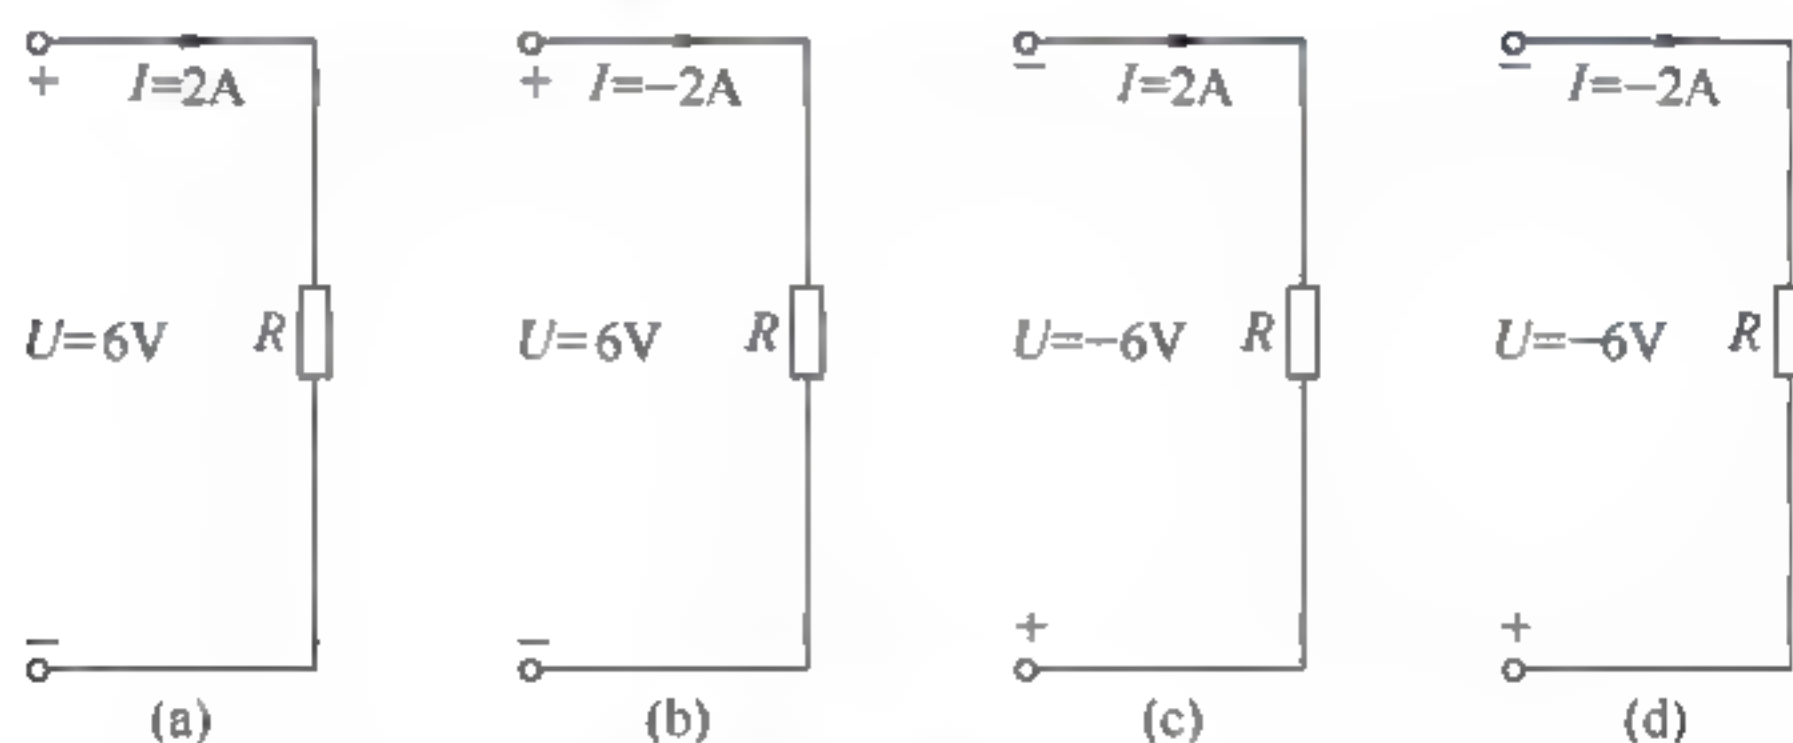 + I=2A
U=6V R
−
(a)
+ I=−2A
U=6V R
−
(b)
− I=2A
U=−6V R
+
(c)
− I=−2A
U=−6V R
+
(d)